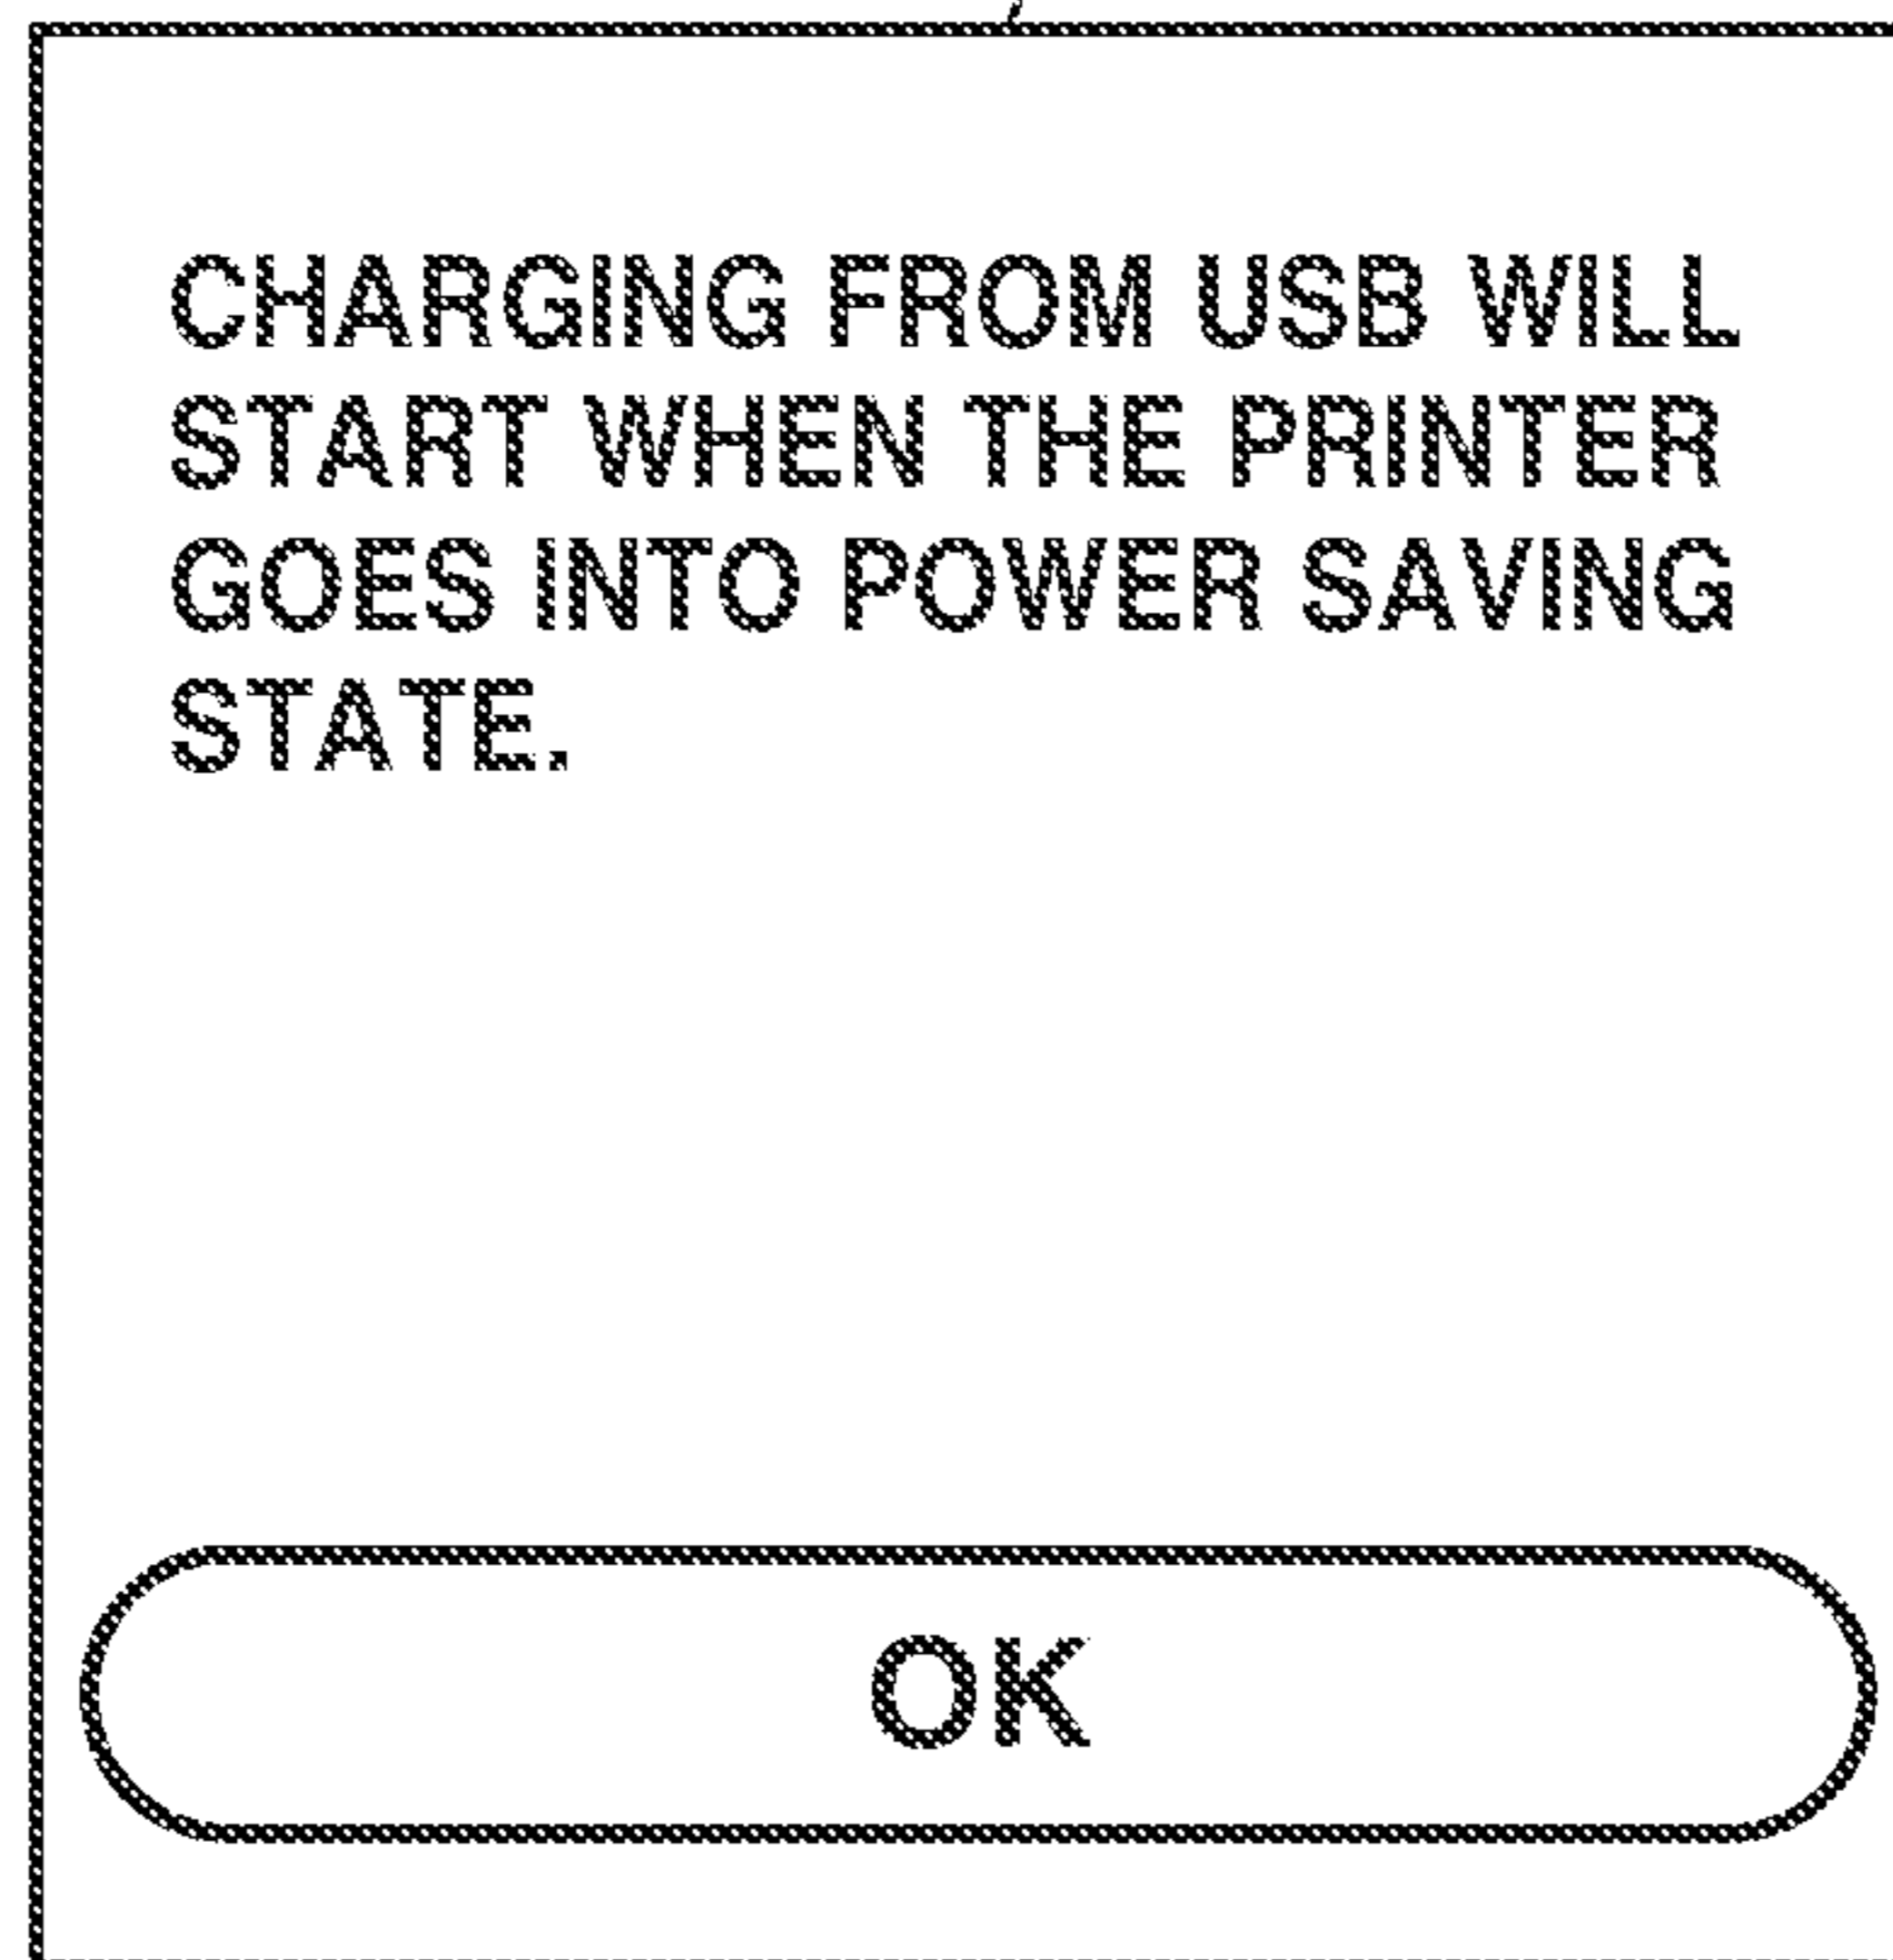 CHARGING FROM USB WILL
START WHEN THE PRINTER
GOES INTO POWER SAVING
STATE.
OK